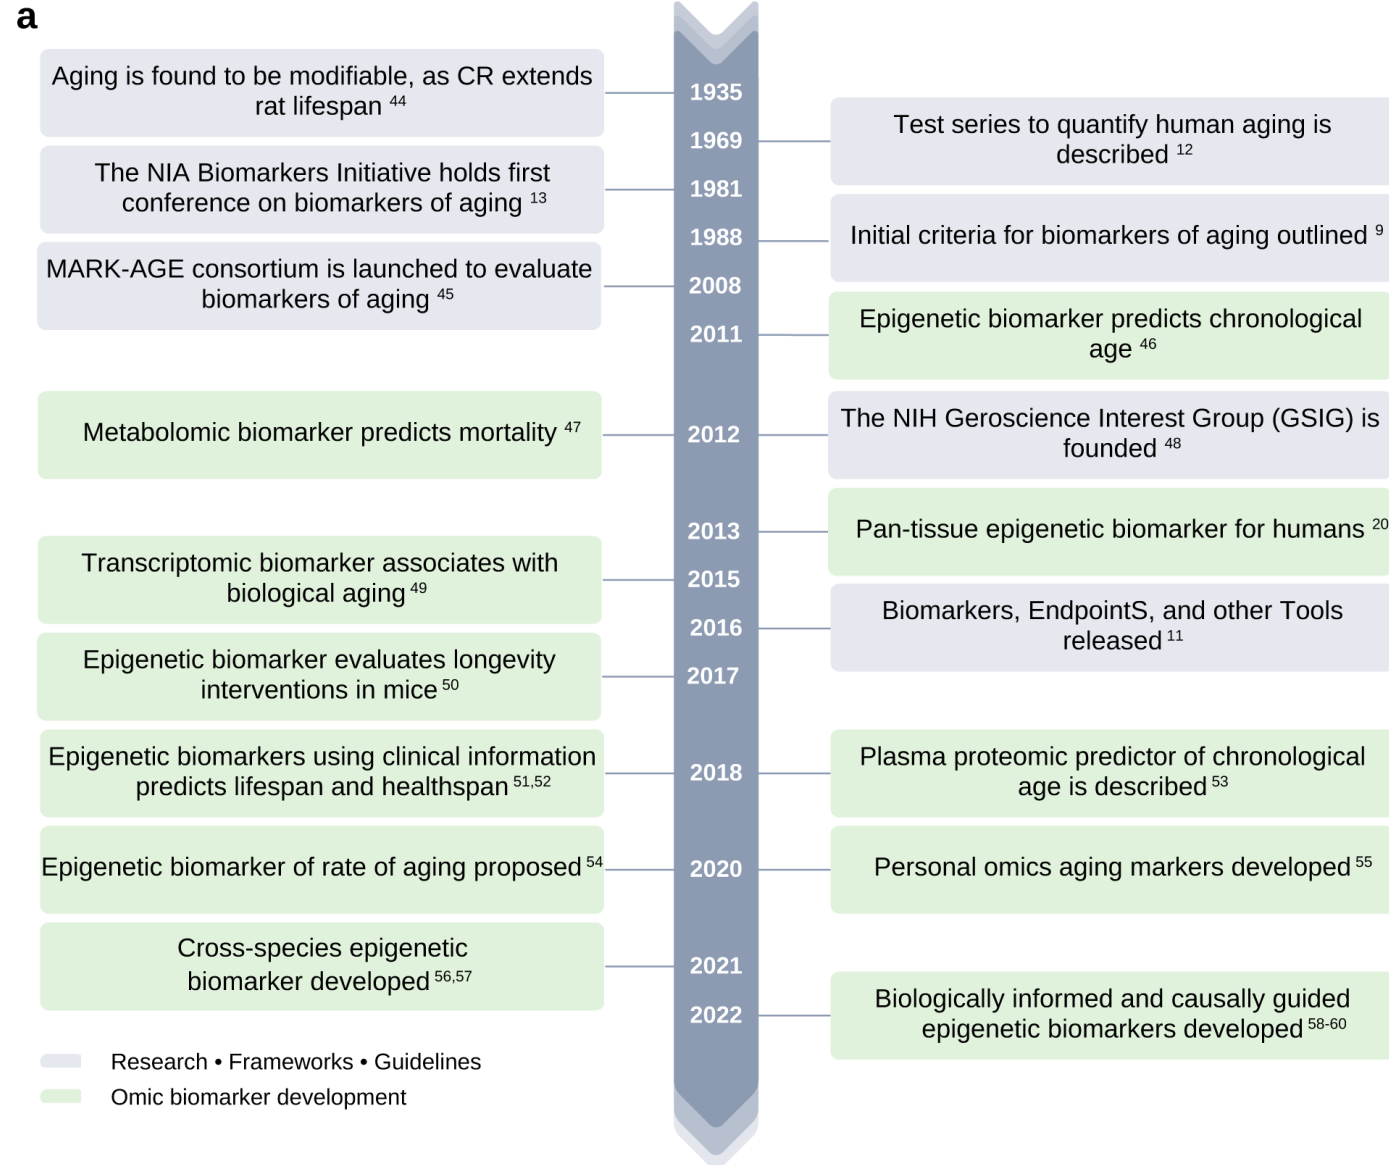 a
Aging is found to be modifiable, as CR extends
rat lifespan 44
1935
Test series to quantify human aging is
described 12
1969
The NIA Biomarkers Initiative holds first
conference on biomarkers of aging 13
1981
Initial criteria for biomarkers of aging outlined 9
1988
MARK-AGE consortium is launched to evaluate
biomarkers of aging 45
2008
Epigenetic biomarker predicts chronological
age 46
2011
Metabolomic biomarker predicts mortality 47
2012
The NIH Geroscience Interest Group (GSIG) is
founded 48
2013
Pan-tissue epigenetic biomarker for humans 20
Transcriptomic biomarker associates with
biological aging 49
2015
2016
Biomarkers, EndpointS, and other Tools
released 11
Epigenetic biomarker evaluates longevity
interventions in mice 50
2017
Epigenetic biomarkers using clinical information
predicts lifespan and healthspan 51,52
2018
Plasma proteomic predictor of chronological
age is described 53
Epigenetic biomarker of rate of aging proposed 54
2020
Personal omics aging markers developed 55
Cross-species epigenetic
biomarker developed 56,57
2021
2022
Biologically informed and causally guided
epigenetic biomarkers developed 58-60
Research • Frameworks • Guidelines
Omic biomarker development